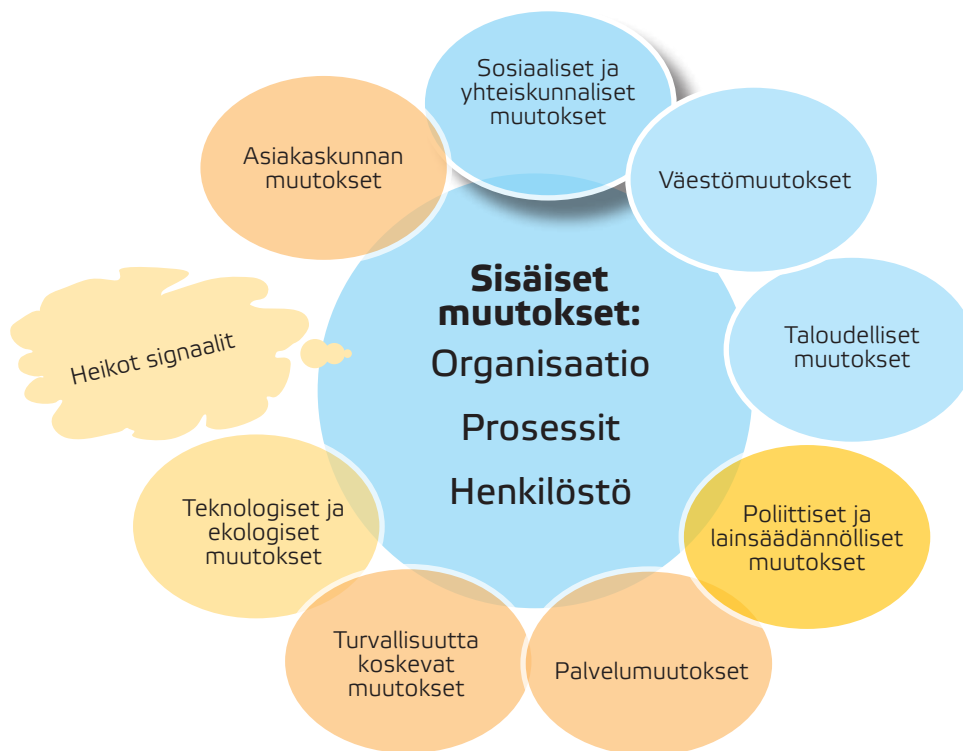 Sosiaaliset ja
yhteiskunnaliset
muutokset
Asiakaskunnan
muutokset
Väestömuutokset
Sisäiset
muutokset:
Organisaatio
Prosessit
Henkilöstö
Heikot signaalit
Taloudelliset
muutokset
Teknologiset ja
ekologiset
muutokset
Poliittiset ja
lainsäädännölliset
muutokset
Turvallisuutta
koskevat
muutokset
Palvelumuutokset